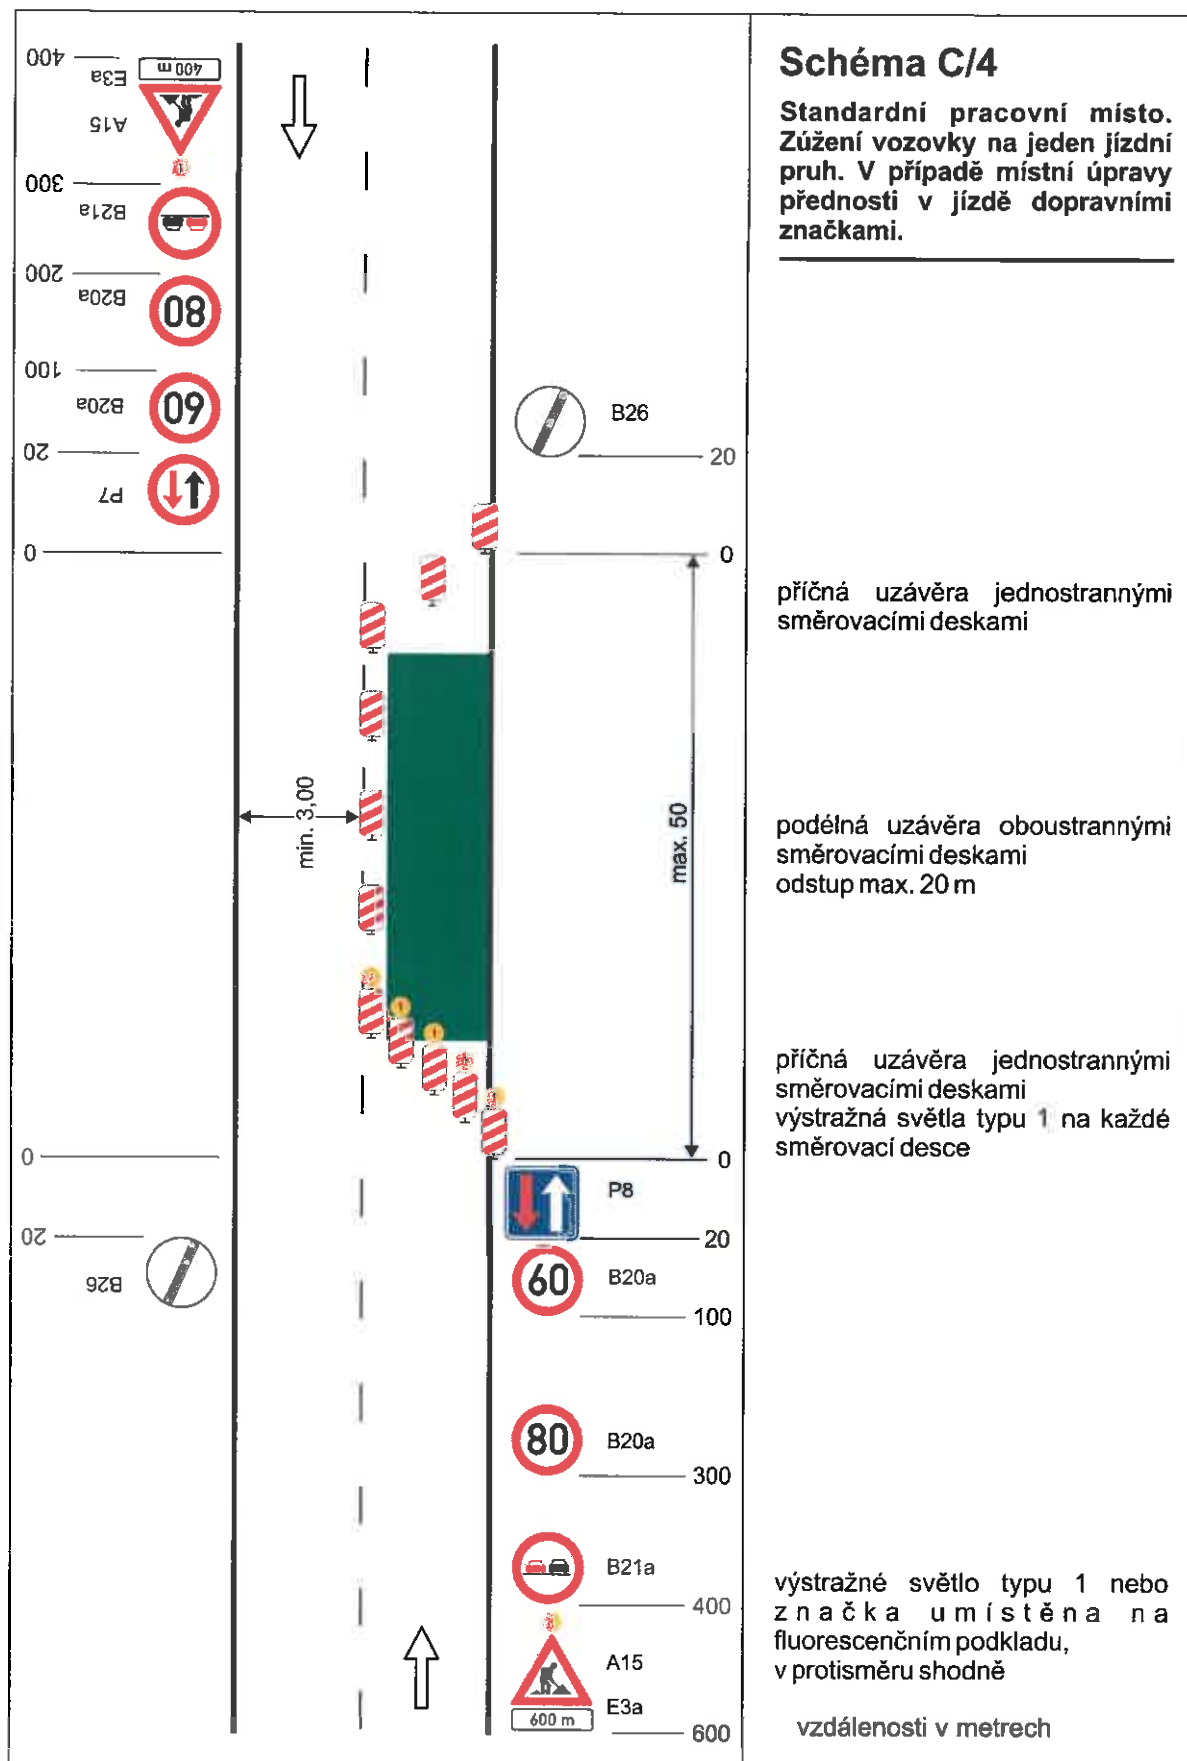 Schéma C/4
Standardní pracovní místo.
Zúžení vozovky na jeden jízdní
pruh. V případě místní úpravy
přednosti v jízdě dopravními
značkami.
400
E3a
400 m
A15
1
300
B21a
200
B20a
80
100
B20a
60
20
P7
0
B26
20
0
příčná uzávěra jednostrannými
směrovacími deskami
min. 3,00
max. 50
podélná uzávěra oboustrannými
směrovacími deskami
odstup max. 20 m
1
1
příčná uzávěra jednostrannými
směrovacími deskami
výstražná světla typu 1 na každé
směrovací desce
0
0
P8
20
20
B26
60
B20a
100
80
B20a
300
B21a
400
výstražné světlo typu 1 nebo
značka umístěna na
fluorescenčním podkladu,
v protisměru shodně
A15
E3a
600 m
600
vzdálenosti v metrech